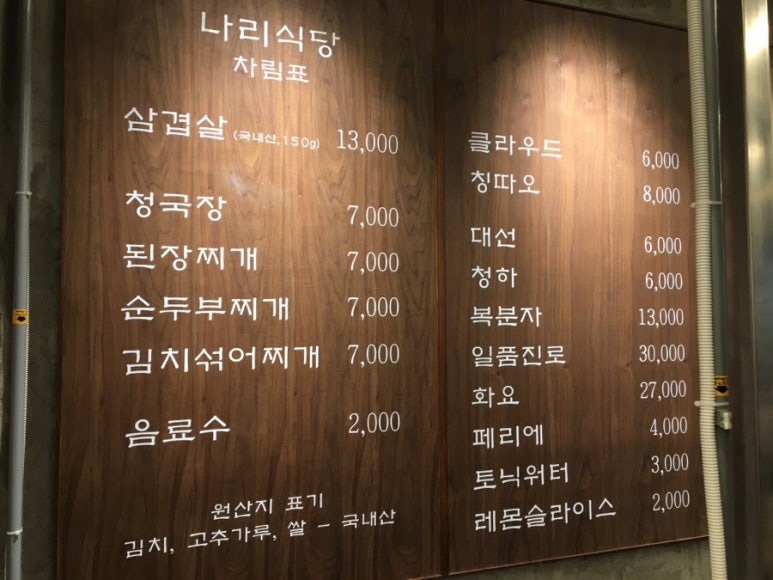 나리식당
차림표
삼겹살 (국내산,150g) 13,000
청국장 7,000
된장찌개 7,000
순두부찌개 7,000
김치섞어찌개 7,000
음료수 2,000
원산지 표기
김치, 고추가루, 쌀 - 국내산
클라우드 6,000
칭따오 8,000
대선 6,000
청하 6,000
복분자 13,000
일품진로 30,000
화요 27,000
페리에 4,000
토닉워터 3,000
레몬슬라이스 2,000